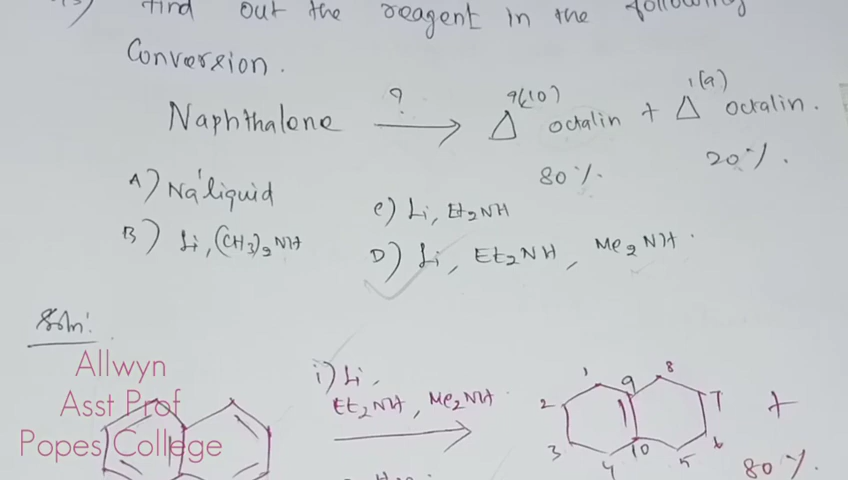 find out the reagent in the following
Conversion.
Naphthalene ? → Δ 9(10) octalin + Δ 1(9) octalin.
80 %. 20 %.
A) Na liquid
B) Li, (CH3)2 NH
C) Li, Et2NH
D) Li, Et2NH, Me2NH.
Soln:
Allwyn
Asst Prof
Popes College
i) Li,
Et2NH, Me2NH
1 9 8
2 7 +
3 4 10 5 6
80 %.